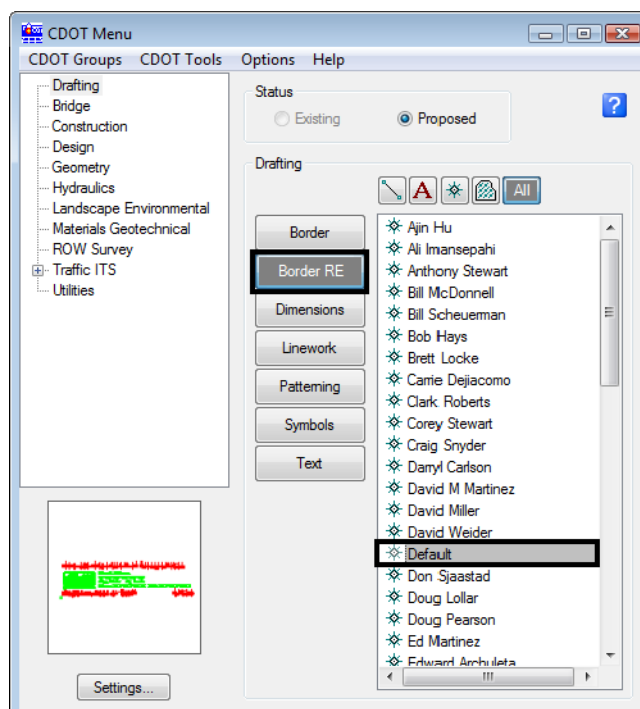 CDOT Menu
CDOT Groups CDOT Tools Options Help
Drafting
Bridge
Construction
Design
Geometry
Hydraulics
Landscape Environmental
Materials Geotechnical
ROW Survey
Traffic ITS
Utilities
Status
Existing Proposed
?
Drafting
A All
Border
Border RE
Dimensions
Linework
Patterning
Symbols
Text
Ajin Hu
Ali Imansepahi
Anthony Stewart
Bill McDonnell
Bill Scheuerman
Bob Hays
Brett Locke
Carrie Dejiacomo
Clark Roberts
Corey Stewart
Craig Snyder
Darryl Carlson
David M Martinez
David Miller
David Weider
Default
Don Sjaastad
Doug Lollar
Doug Pearson
Ed Martinez
Edward Archuleta
Settings...